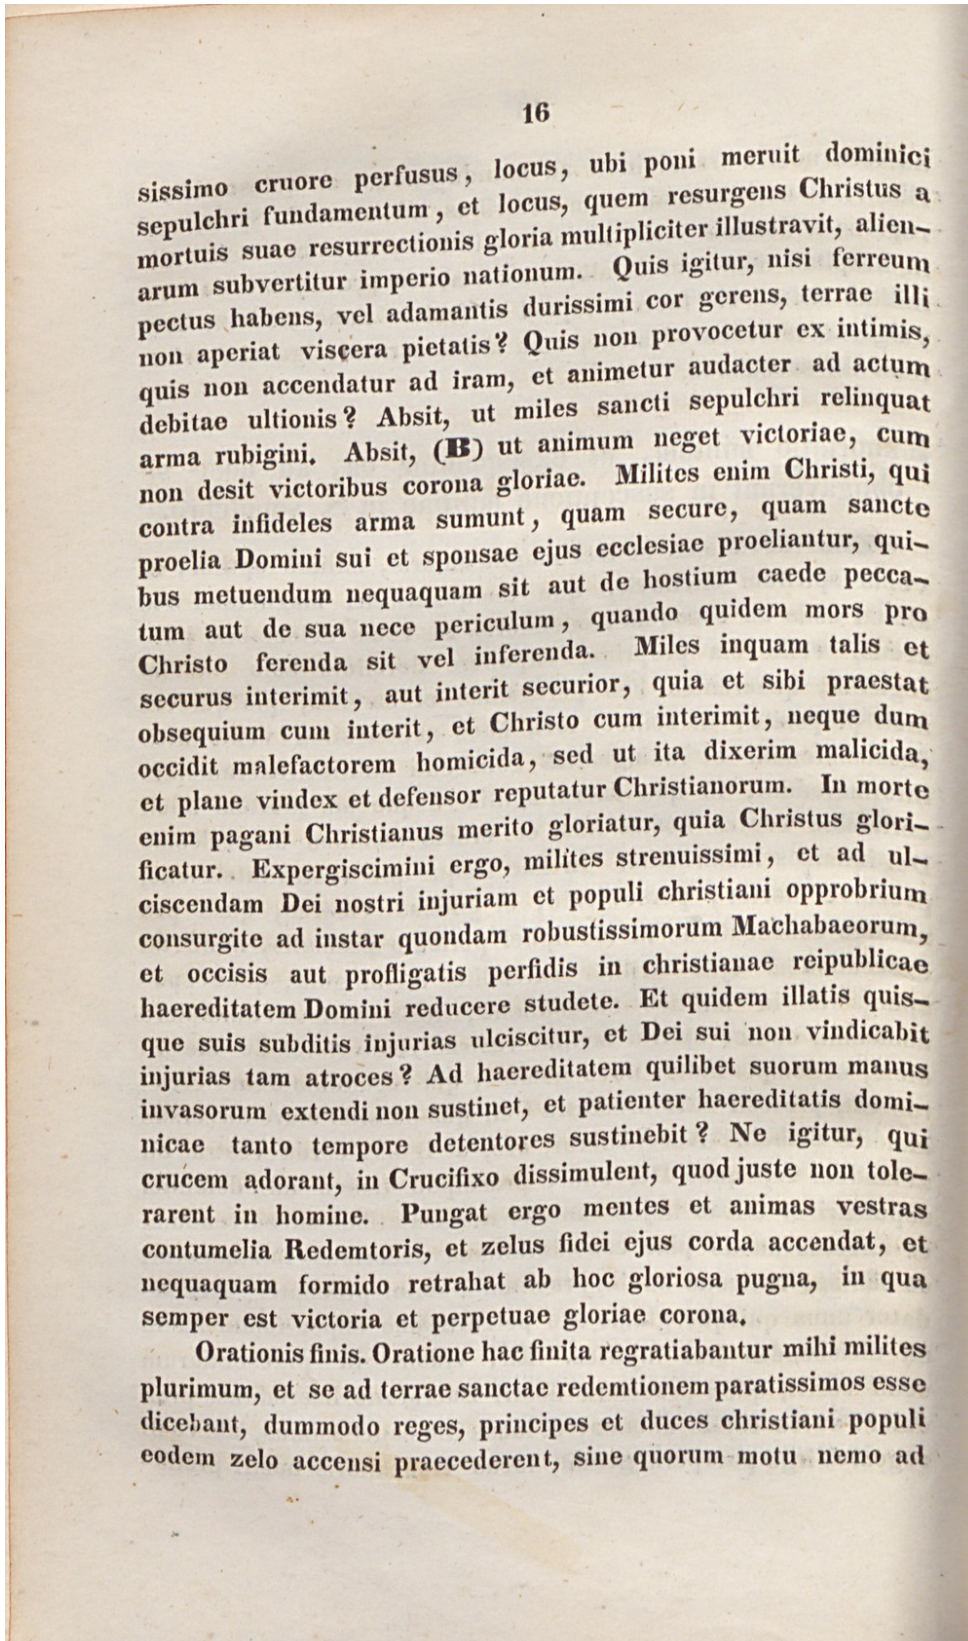 16
sissimo cruore perfusus, locus, ubi poni meruit dominici
sepulchri fundamentum, et locus, quem resurgens Christus a
mortuis suae resurrectionis gloria multipliciter illustravit, alien-
arum subvertitur imperio nationum. Quis igitur, nisi ferreum
pectus habens, vel adamantis durissimi cor gerens, terrae illi
non aperiat viscera pietatis? Quis non provocetur ex intimis,
quis non accendatur ad iram, et animetur audacter ad actum
debitae ultionis? Absit, ut miles sancti sepulchri relinquat
arma rubigini. Absit, (B) ut animum neget victoriae, cum
non desit victoribus corona gloriae. Milites enim Christi, qui
contra infideles arma sumunt, quam secure, quam sancte
proelia Domini sui et sponsae ejus ecclesiae proeliantur, qui-
bus metuendum nequaquam sit aut de hostium caede pecca-
tum aut de sua nece periculum, quando quidem mors pro
Christo ferenda sit vel inferenda. Miles inquam talis et
securus interimit, aut interit securior, quia et sibi praestat
obsequium cum interit, et Christo cum interimit, neque dum
occidit malefactorem homicida, sed ut ita dixerim malicida,
et plane vindex et defensor reputatur Christianorum. In morte
enim pagani Christianus merito gloriatur, quia Christus glori-
ficatur. Expergiscimini ergo, milites strenuissimi, et ad ul-
ciscendam Dei nostri injuriam et populi christiani opprobrium
consurgite ad instar quondam robustissimorum Machabaeorum,
et occisis aut profligatis perfidis in christianae reipublicae
haereditatem Domini reducere studete. Et quidem illatis quis-
que suis subditis injurias ulciscitur, et Dei sui non vindicabit
injurias tam atroces? Ad haereditatem quilibet suorum manus
invasorum extendi non sustinet, et patienter haereditatis domi-
nicae tanto tempore detentores sustinebit? Ne igitur, qui
crucem adorant, in Crucifixo dissimulent, quod juste non tole-
rarent in homine. Pungat ergo mentes et animas vestras
contumelia Redemtoris, et zelus fidei ejus corda accendat, et
nequaquam formido retrahat ab hoc gloriosa pugna, in qua
semper est victoria et perpetuae gloriae corona.
Orationis finis. Oratione hac finita regratiabantur mihi milites
plurimum, et se ad terrae sanctae redemtionem paratissimos esse
dicebant, dummodo reges, principes et duces christiani populi
eodem zelo accensi praecederent, sine quorum motu nemo ad